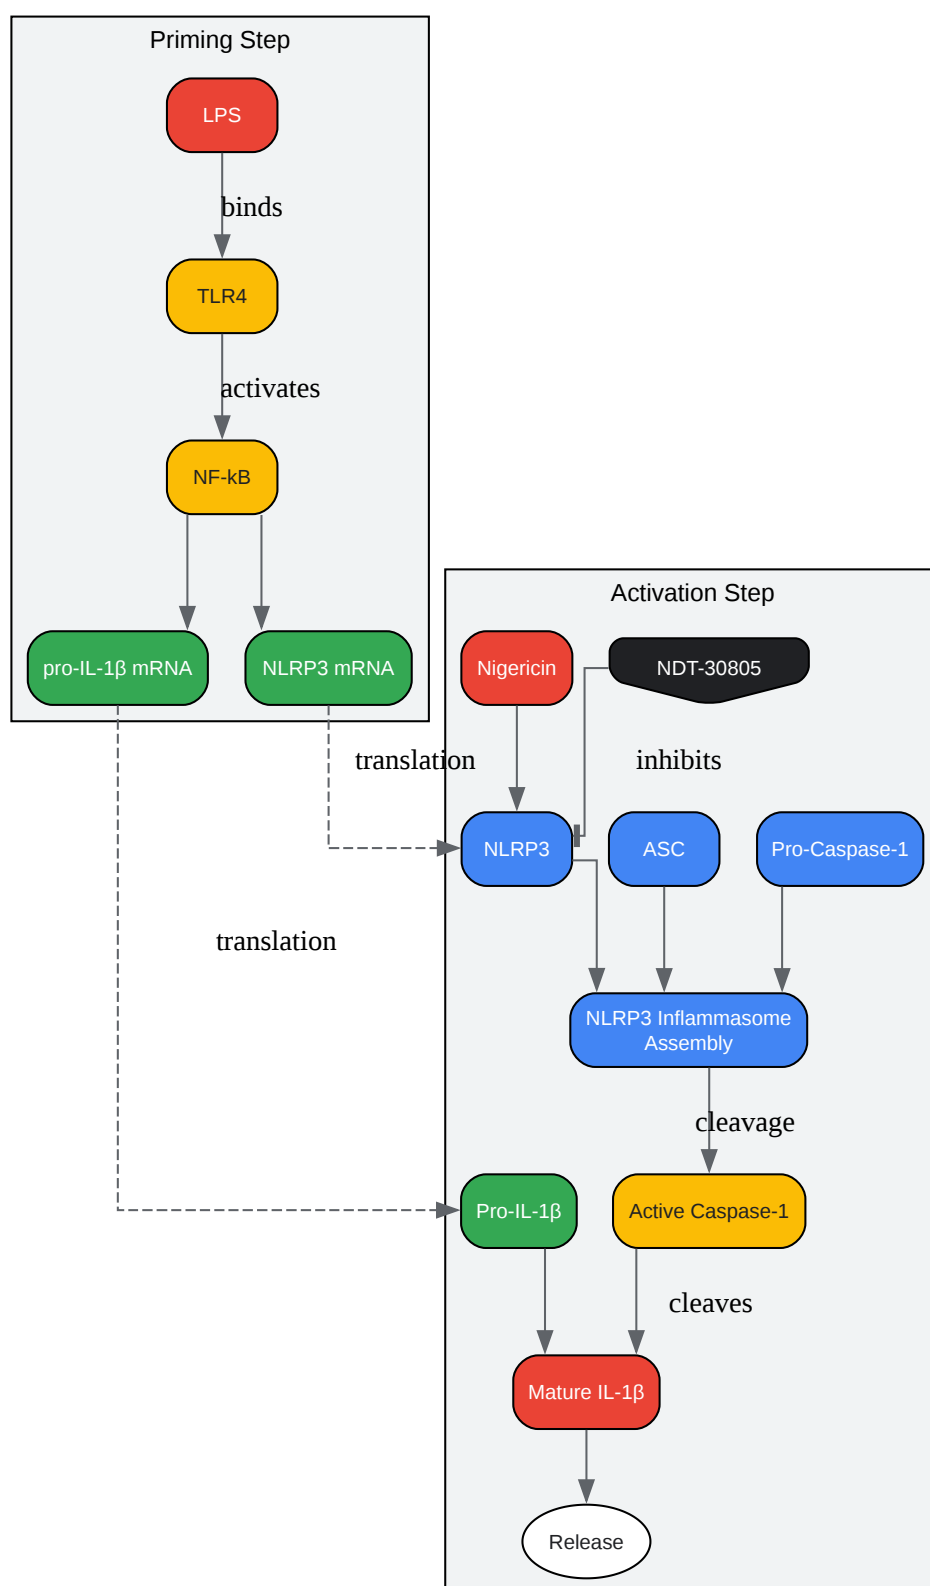 Priming Step
LPS
binds
TLR4
activates
NF-kB
pro-IL-1β mRNA
NLRP3 mRNA
Activation Step
Nigericin
NDT-30805
translation
inhibits
NLRP3
ASC
Pro-Caspase-1
translation
NLRP3 Inflammasome
Assembly
cleavage
Pro-IL-1β
Active Caspase-1
cleaves
Mature IL-1β
Release